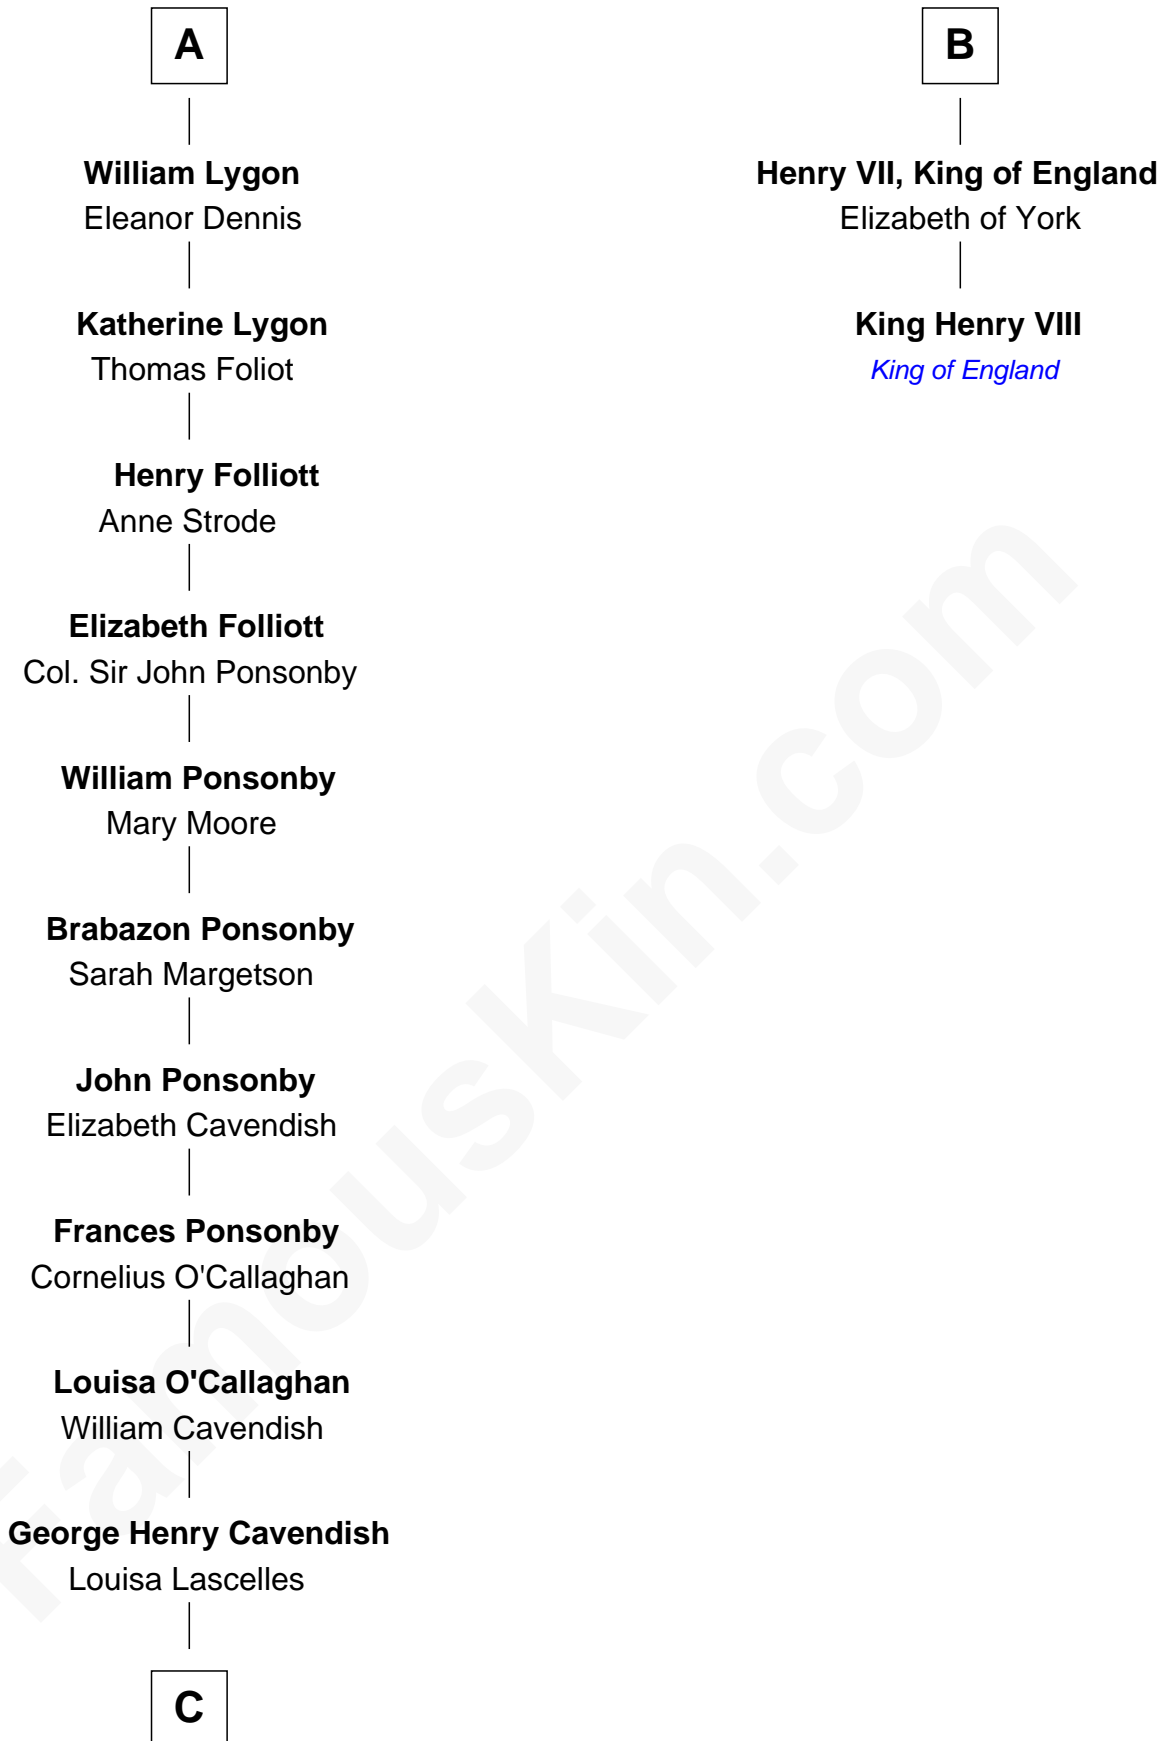 A
William Lygon
Eleanor Dennis
Katherine Lygon
Thomas Foliot
Henry Folliott
Anne Strode
Elizabeth Folliott
Col. Sir John Ponsonby
William Ponsonby
Mary Moore
Brabazon Ponsonby
Sarah Margetson
John Ponsonby
Elizabeth Cavendish
Frances Ponsonby
Cornelius O'Callaghan
Louisa O'Callaghan
William Cavendish
George Henry Cavendish
Louisa Lascelles
C
B
Henry VII, King of England
Elizabeth of York
King Henry VIII
King of England
FamousKin.com